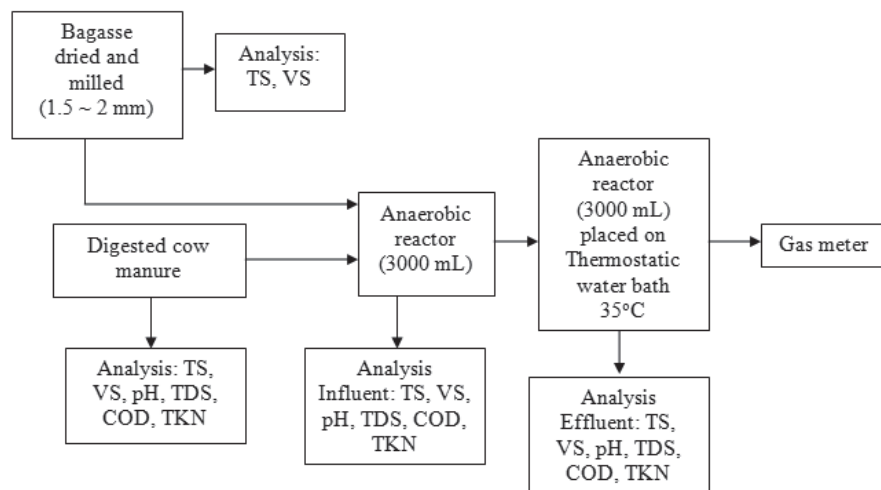 Bagasse
dried and
milled
(1.5 ~ 2 mm)
Analysis:
TS, VS
Digested cow
manure
Anaerobic
reactor
(3000 mL)
Anaerobic
reactor
(3000 mL)
placed on
Thermostatic
water bath
35°C
Gas meter
Analysis: TS,
VS, pH, TDS,
COD, TKN
Analysis
Influent: TS, VS,
pH, TDS, COD,
TKN
Analysis
Effluent: TS,
VS, pH, TDS,
COD, TKN